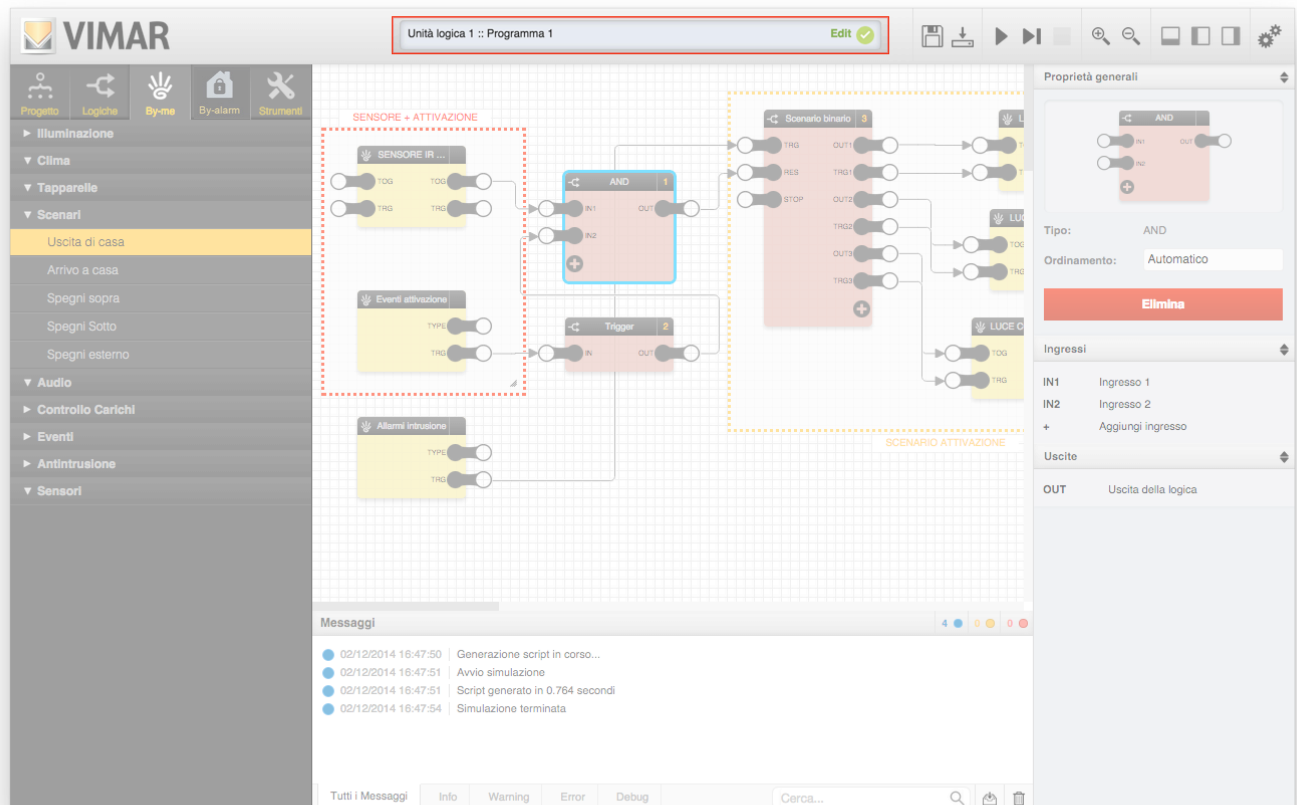 VIMAR
Unità logica 1 :: Programma 1
Edit
Progetto
Logiche
By-me
By-alarm
Strumenti
Illuminazione
Clima
Tapparelle
Scenari
Uscita di casa
Arrivo a casa
Spegni sopra
Spegni Sotto
Spegni esterno
Audio
Controllo Carichi
Eventi
Antintrusione
Sensori
SENSORE + ATTIVAZIONE
SENSORE IR ...
TOG TOG
TRG TRG
Eventi attivazione
TYPE
TRG
Allarmi intrusione
TYPE
TRG
AND 1
IN1 OUT
IN2
Trigger 2
IN OUT
Scenario binario 3
TRG OUT1
RES TRG1
STOP OUT2
TRG2
OUT3
TRG3
L
T
T
LUC
TOG
TRG
LUCE O
TOG
TRG
SCENARIO ATTIVAZIONE
Messaggi
4 0 0
02/12/2014 16:47:50 Generazione script in corso...
02/12/2014 16:47:51 Avvio simulazione
02/12/2014 16:47:51 Script generato in 0.764 secondi
02/12/2014 16:47:54 Simulazione terminata
Tutti i Messaggi
Info
Warning
Error
Debug
Cerca...
Proprietà generali
AND
IN1 OUT
IN2
Tipo: AND
Ordinamento: Automatico
Elimina
Ingressi
IN1 Ingresso 1
IN2 Ingresso 2
+ Aggiungi ingresso
Uscite
OUT Uscita della logica